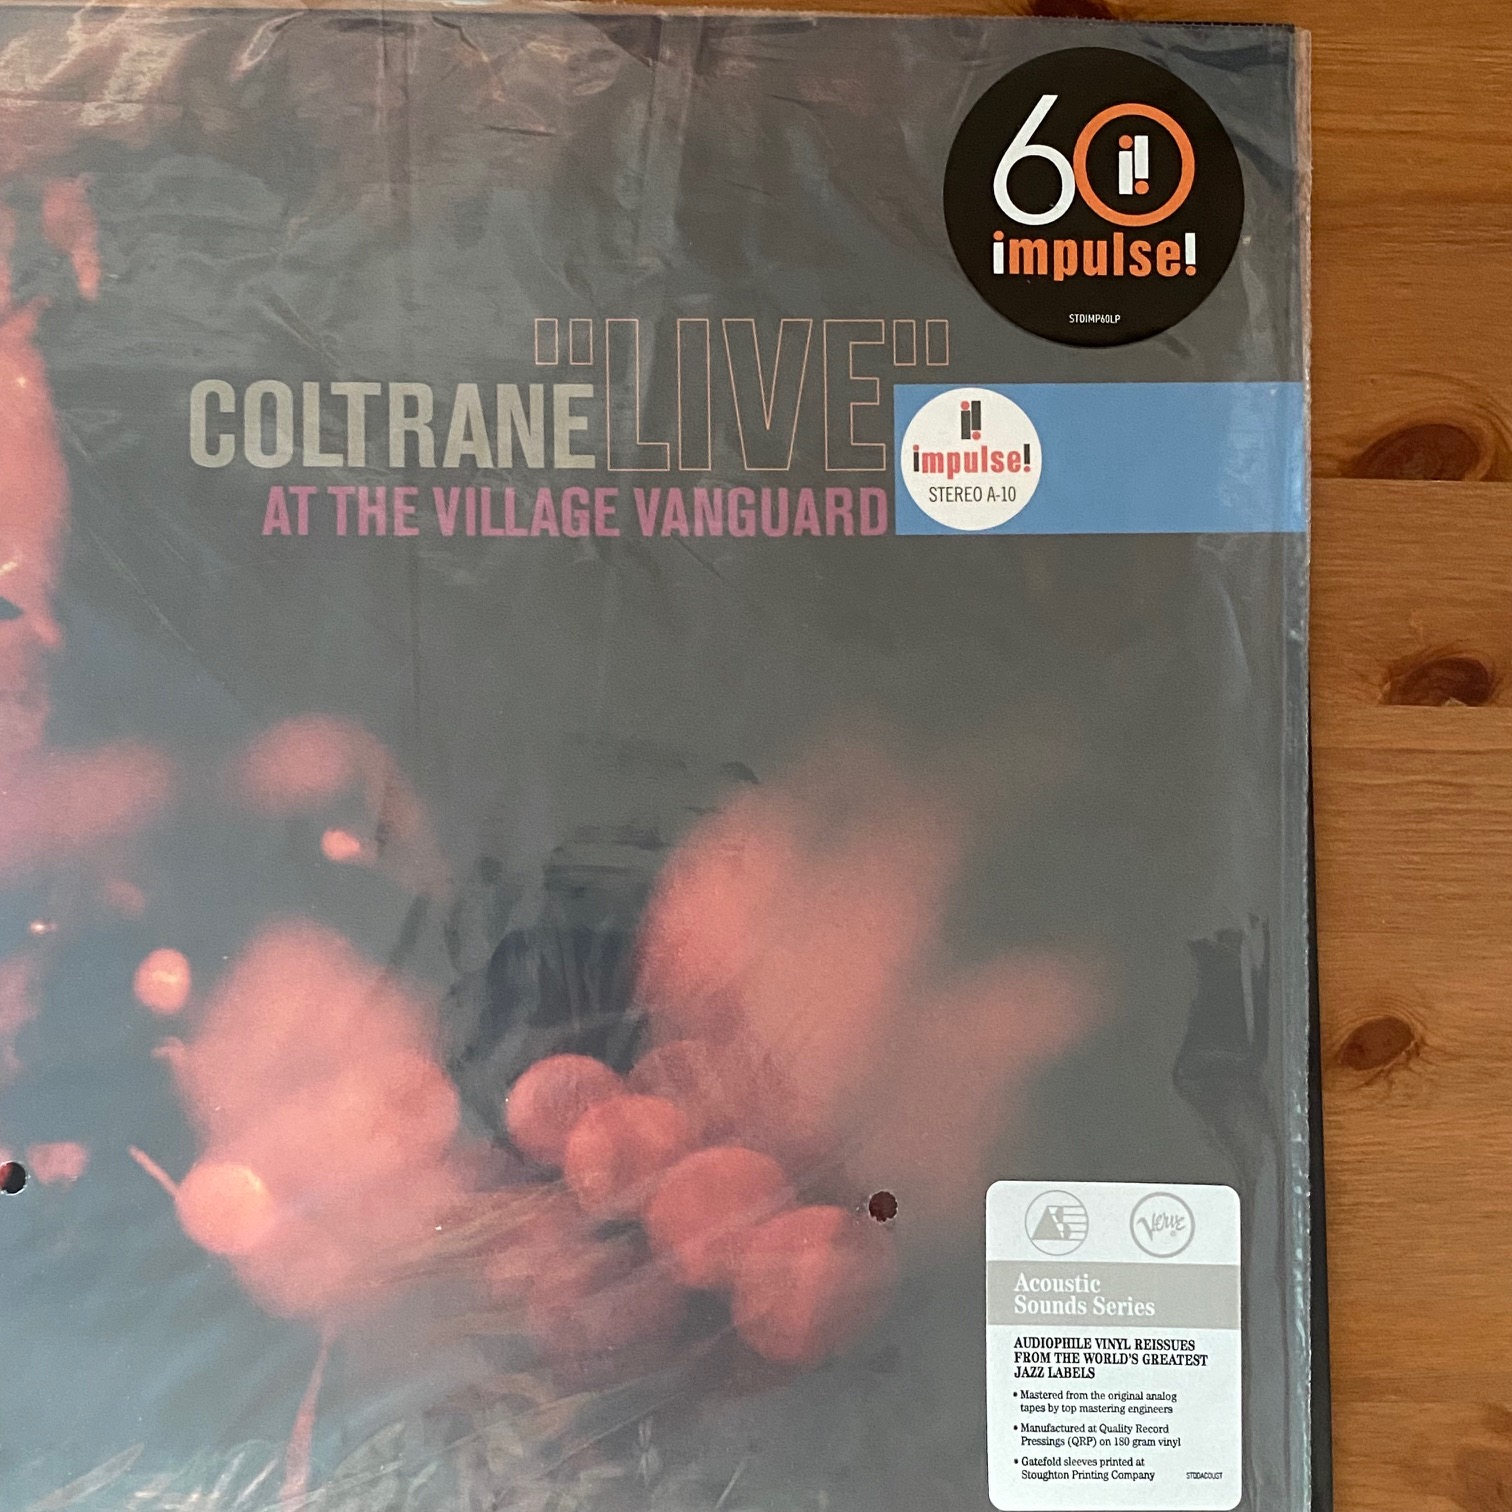 60 i!
impulse!
STDIMP60LP
"LIVE"
COLTRANE
AT THE VILLAGE VANGUARD
i!
impulse!
STEREO A-10
AS Verve
Acoustic
Sounds Series
AUDIOPHILE VINYL REISSUES
FROM THE WORLD'S GREATEST
JAZZ LABELS
• Mastered from the original analog
tapes by top mastering engineers
• Manufactured at Quality Record
Pressings (QRP) on 180 gram vinyl
• Gatefold sleeves printed at
Stoughton Printing Company
STDDACOUST